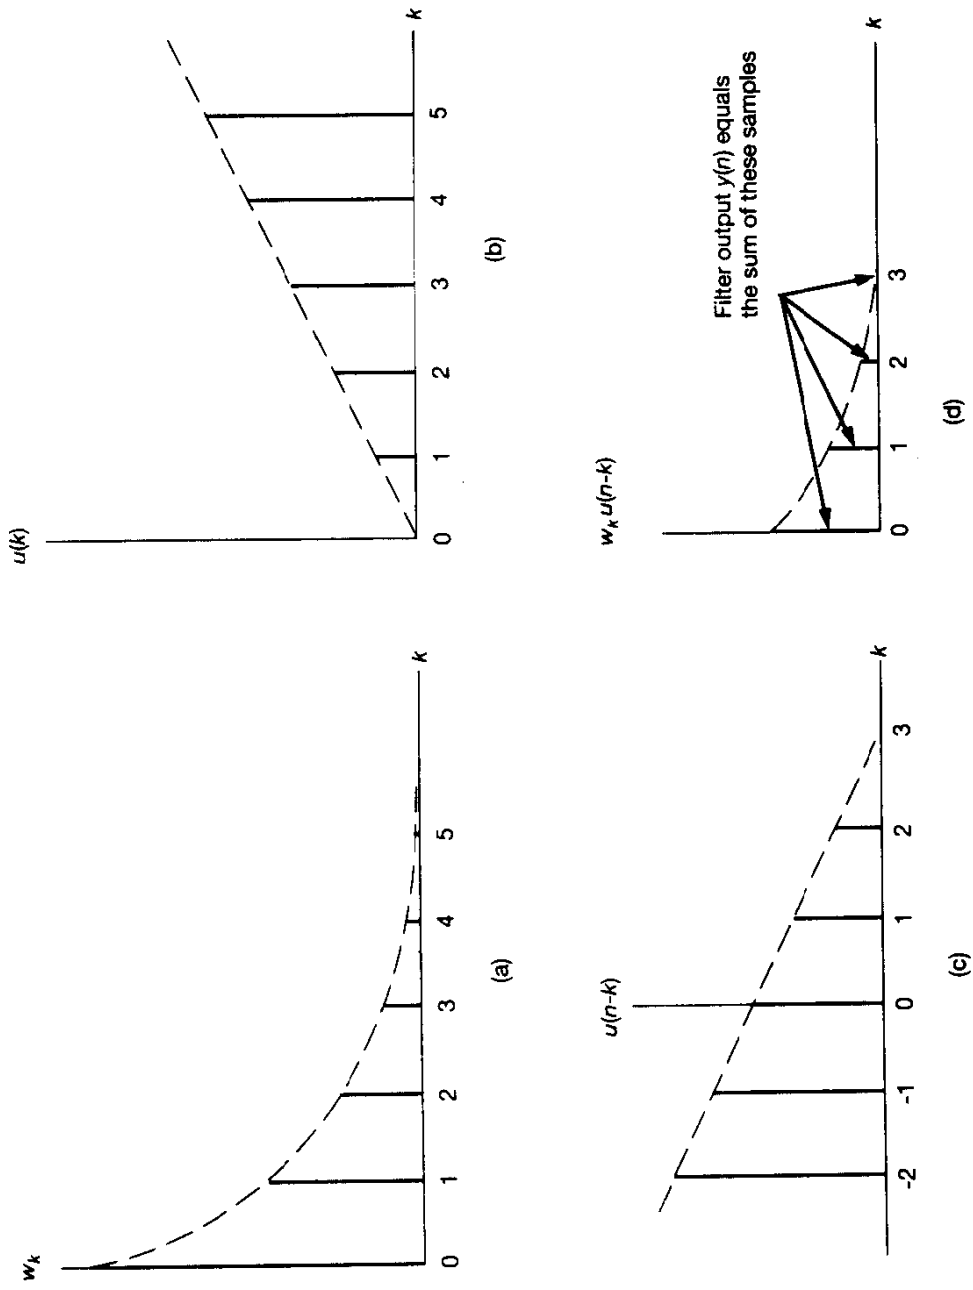 w_k
0 1 2 3 4 5
k
(a)
u(k)
0 1 2 3 4 5
k
(b)
u(n–k)
-2 -1 0 1 2 3
k
(c)
w_k u(n–k)
Filter output y(n) equals
the sum of these samples
0 1 2 3
k
(d)